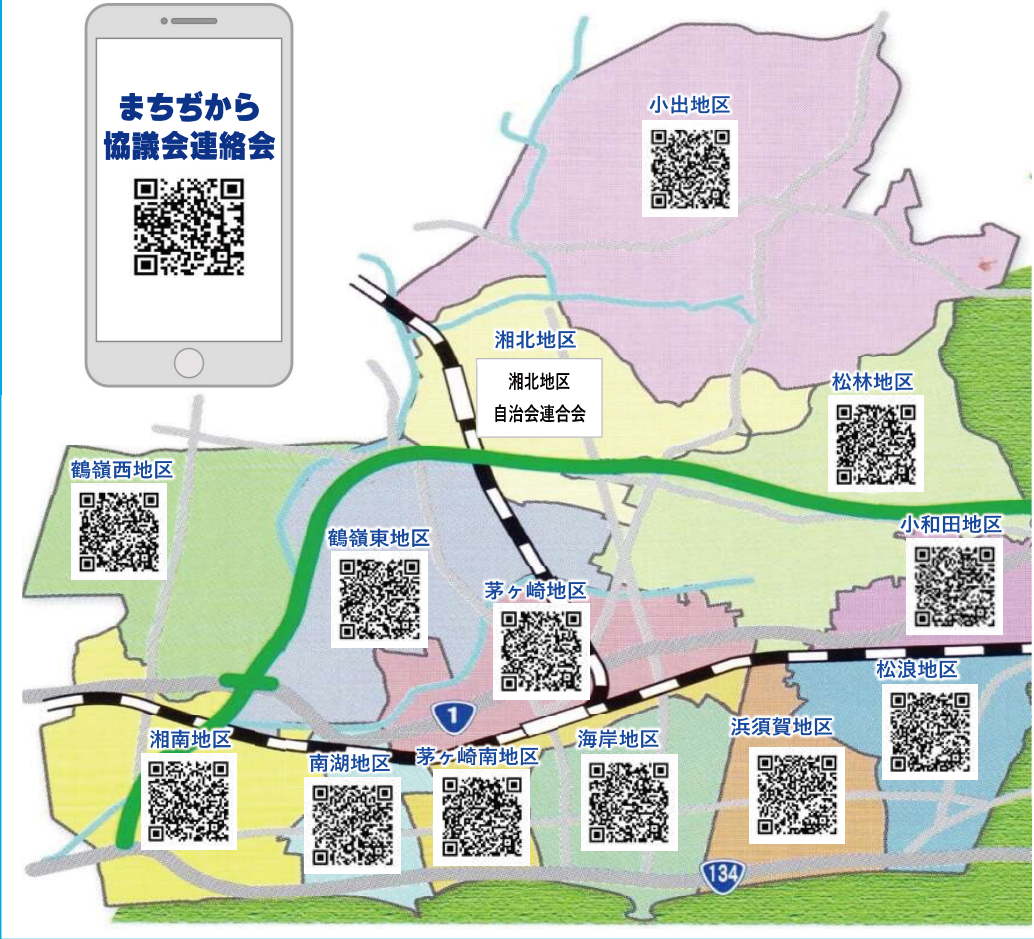 まちぢから
協議会連絡会
小出地区
湘北地区
湘北地区
自治会連合会
松林地区
鶴嶺西地区
小和田地区
鶴嶺東地区
茅ヶ崎地区
松浪地区
1
湘南地区
南湖地区
茅ヶ崎南地区
海岸地区
浜須賀地区
134